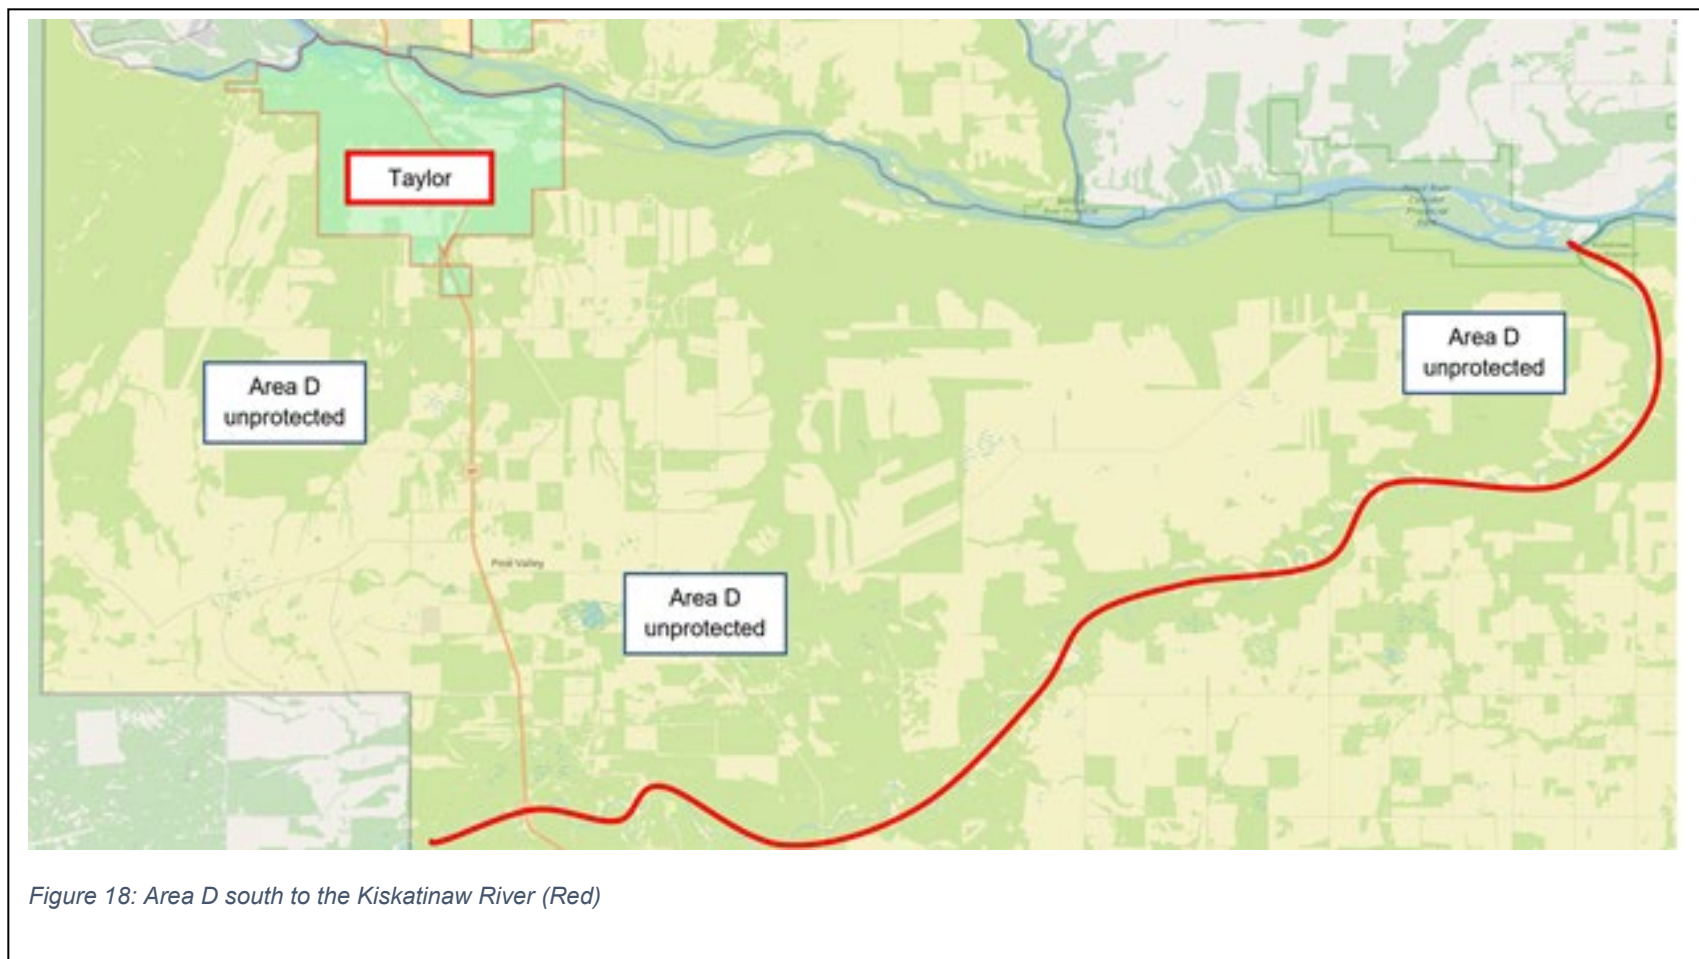 Taylor
Area D
unprotected
Area D
unprotected
Area D
unprotected
Figure 18: Area D south to the Kiskatinaw River (Red)